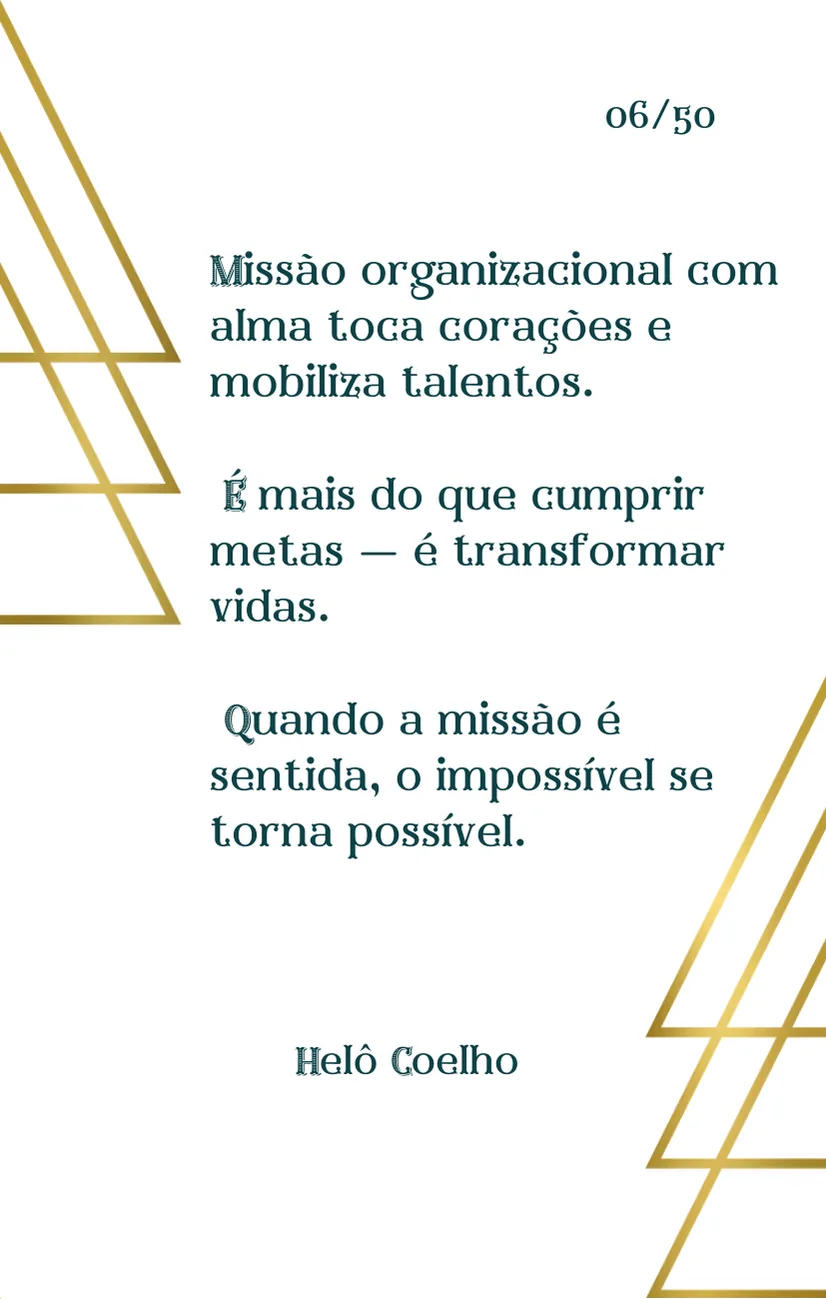 06/50
Missão organizacional com
alma toca corações e
mobiliza talentos.
É mais do que cumprir
metas — é transformar
vidas.
Quando a missão é
sentida, o impossível se
torna possível.
Helô Coelho